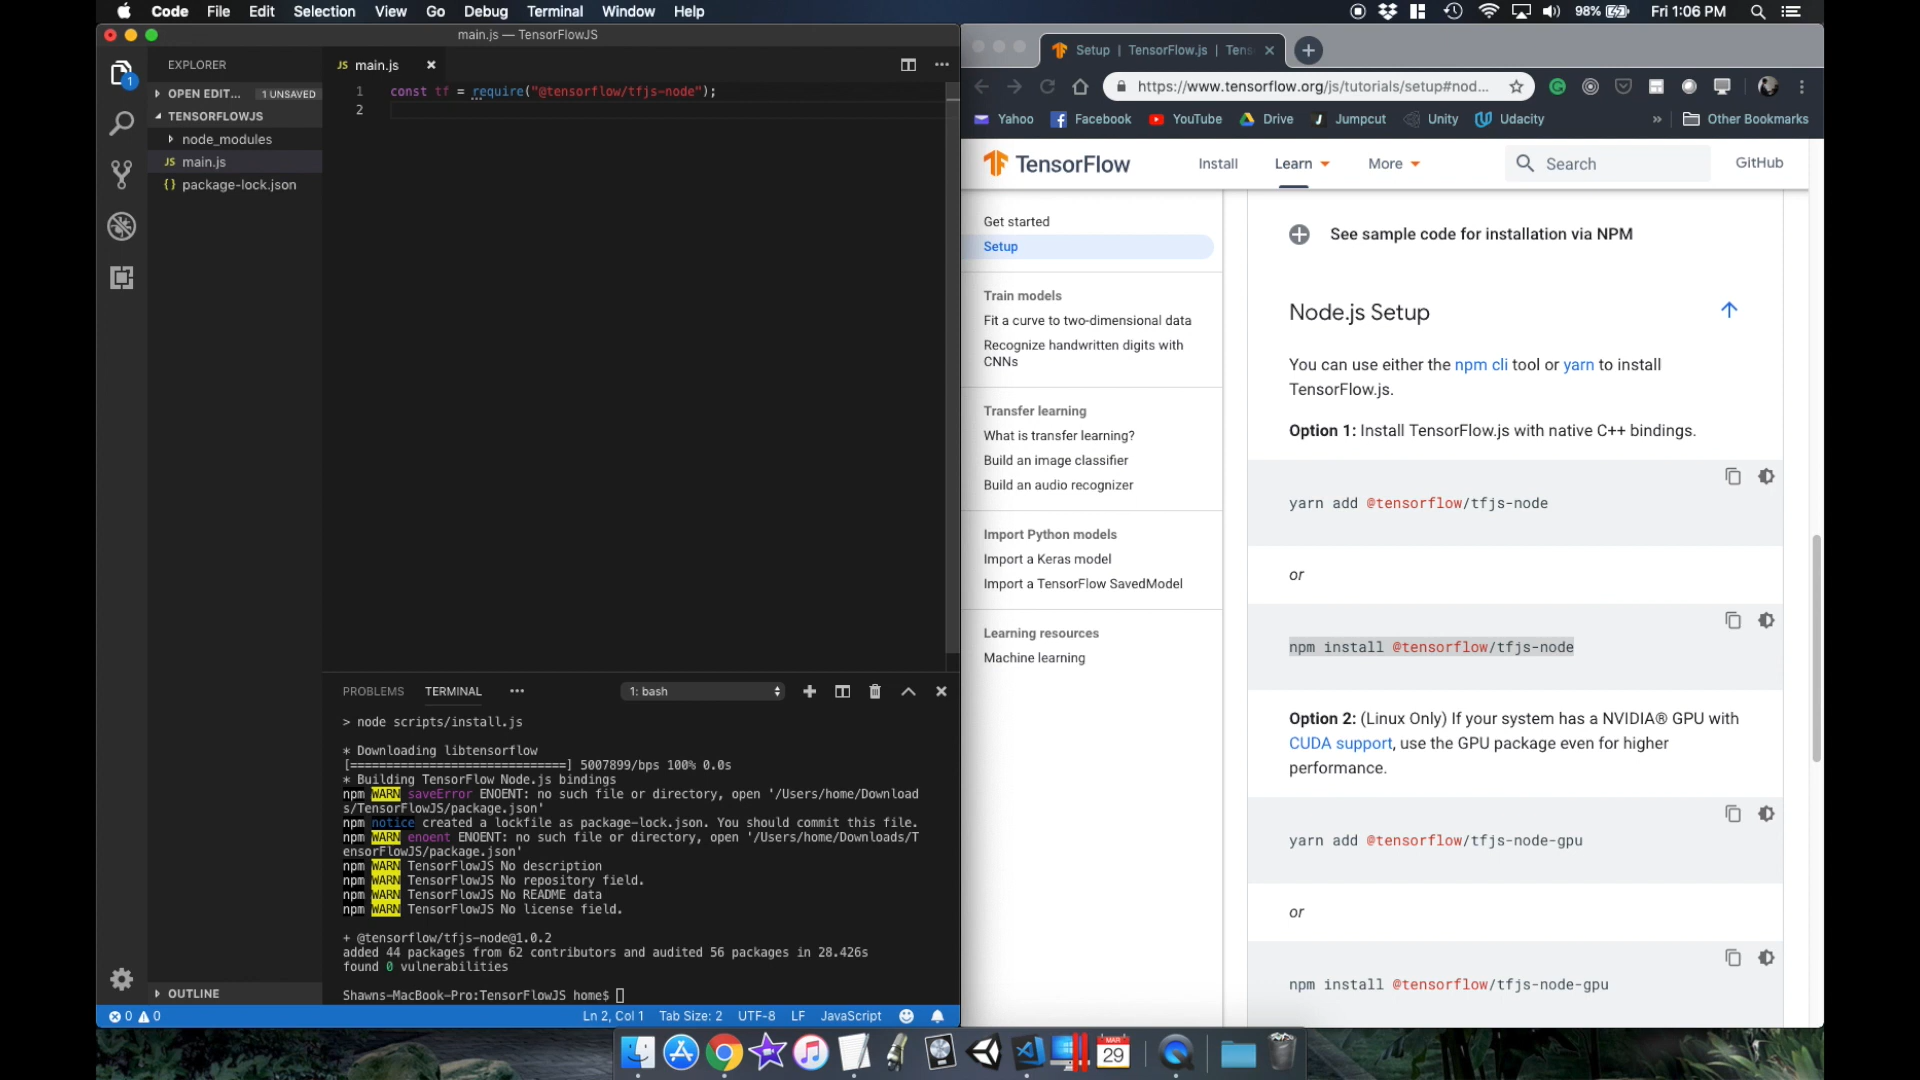 Code File Edit Selection View Go Debug Terminal Window Help
98% Fri 1:06 PM
main.js — TensorFlowJS
EXPLORER
OPEN EDIT... 1 UNSAVED
TENSORFLOWJS
node_modules
JS main.js
{} package-lock.json
OUTLINE
1
JS main.js
1 const tf = require("@tensorflow/tfjs-node");
2
PROBLEMS TERMINAL ... 1: bash
> node scripts/install.js
* Downloading libtensorflow
[==============================] 5007899/bps 100% 0.0s
* Building TensorFlow Node.js bindings
npm WARN saveError ENOENT: no such file or directory, open '/Users/home/Download
s/TensorFlowJS/package.json'
npm notice created a lockfile as package-lock.json. You should commit this file.
npm WARN enoent ENOENT: no such file or directory, open '/Users/home/Downloads/T
ensorFlowJS/package.json'
npm WARN TensorFlowJS No description
npm WARN TensorFlowJS No repository field.
npm WARN TensorFlowJS No README data
npm WARN TensorFlowJS No license field.
+ @tensorflow/tfjs-node@1.0.2
added 44 packages from 62 contributors and audited 56 packages in 28.426s
found 0 vulnerabilities
Shawns-MacBook-Pro:TensorFlowJS home$
0 0 Ln 2, Col 1 Tab Size: 2 UTF-8 LF JavaScript
Setup | TensorFlow.js | Tens
https://www.tensorflow.org/js/tutorials/setup#nod...
Yahoo Facebook YouTube Drive Jumpcut Unity Udacity » Other Bookmarks
TensorFlow Install Learn More Search GitHub
Get started
Setup
Train models
Fit a curve to two-dimensional data
Recognize handwritten digits with
CNNs
Transfer learning
What is transfer learning?
Build an image classifier
Build an audio recognizer
Import Python models
Import a Keras model
Import a TensorFlow SavedModel
Learning resources
Machine learning
See sample code for installation via NPM
Node.js Setup
You can use either the npm cli tool or yarn to install
TensorFlow.js.
Option 1: Install TensorFlow.js with native C++ bindings.
yarn add @tensorflow/tfjs-node
or
npm install @tensorflow/tfjs-node
Option 2: (Linux Only) If your system has a NVIDIA® GPU with
CUDA support, use the GPU package even for higher
performance.
yarn add @tensorflow/tfjs-node-gpu
or
npm install @tensorflow/tfjs-node-gpu
MAR
29